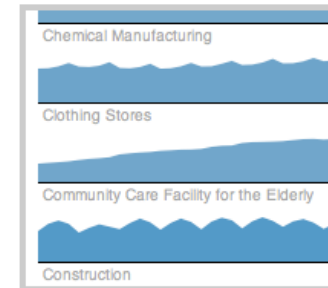 Chemical Manufacturing
Clothing Stores
Community Care Facility for the Elderly
Construction